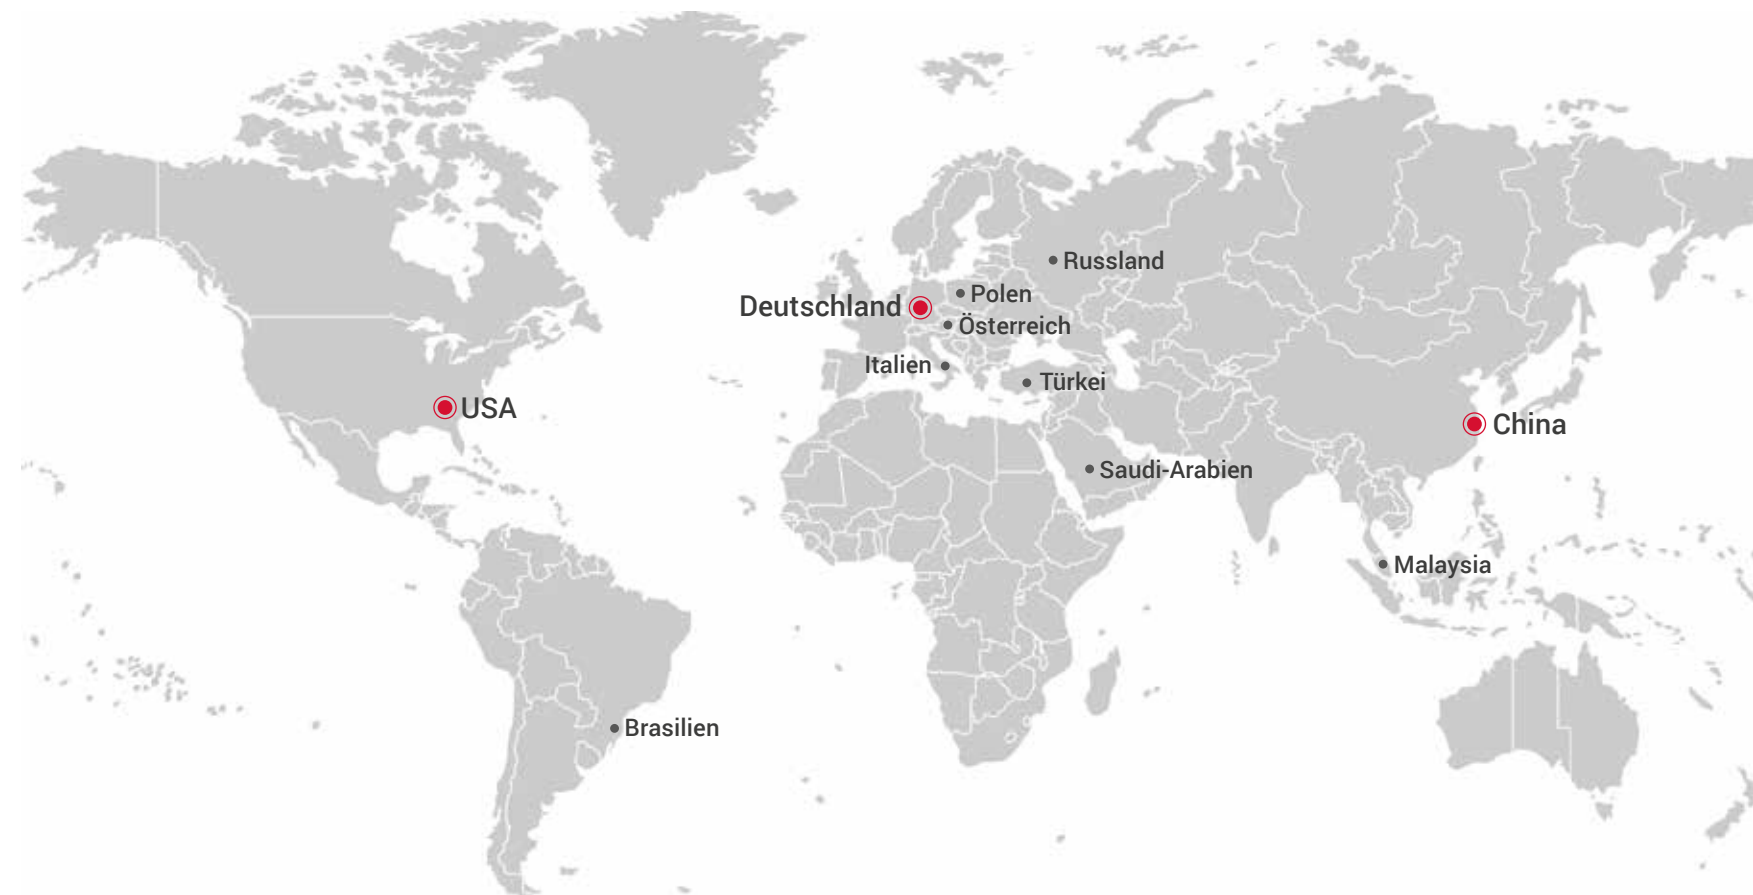 Russland
Polen
Deutschland
Österreich
Italien
Türkei
USA
China
Saudi-Arabien
Malaysia
Brasilien